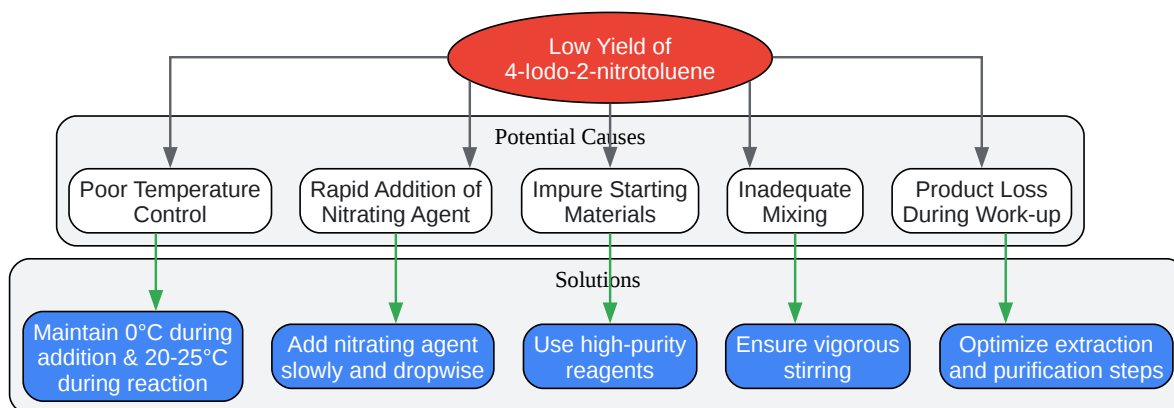 Low Yield of
4-Iodo-2-nitrotoluene
Potential Causes
Poor Temperature
Control
Rapid Addition of
Nitrating Agent
Impure Starting
Materials
Inadequate
Mixing
Product Loss
During Work-up
Solutions
Maintain 0°C during
addition & 20-25°C
during reaction
Add nitrating agent
slowly and dropwise
Use high-purity
reagents
Ensure vigorous
stirring
Optimize extraction
and purification steps